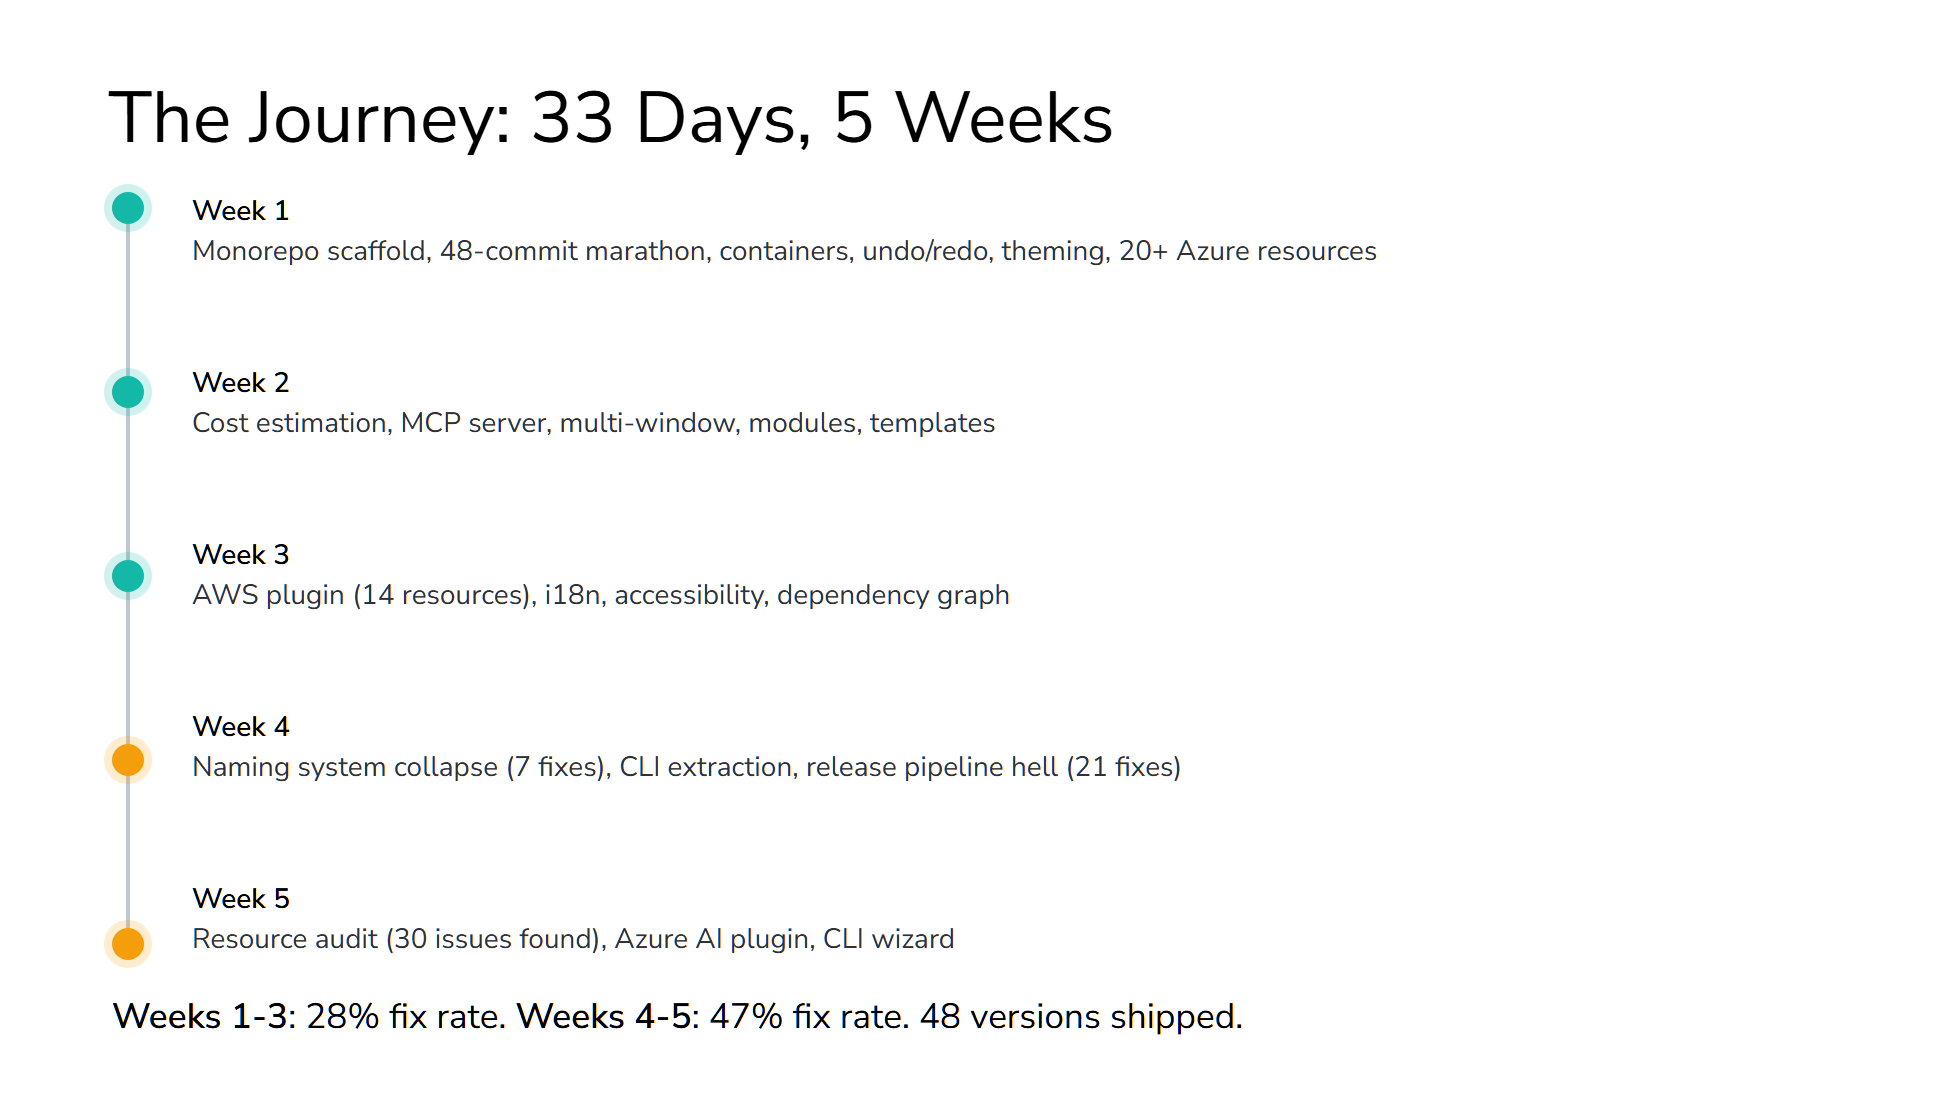 The Journey: 33 Days, 5 Weeks
Week 1
Monorepo scaffold, 48-commit marathon, containers, undo/redo, theming, 20+ Azure resources
Week 2
Cost estimation, MCP server, multi-window, modules, templates
Week 3
AWS plugin (14 resources), i18n, accessibility, dependency graph
Week 4
Naming system collapse (7 fixes), CLI extraction, release pipeline hell (21 fixes)
Week 5
Resource audit (30 issues found), Azure AI plugin, CLI wizard
Weeks 1-3: 28% fix rate. Weeks 4-5: 47% fix rate. 48 versions shipped.